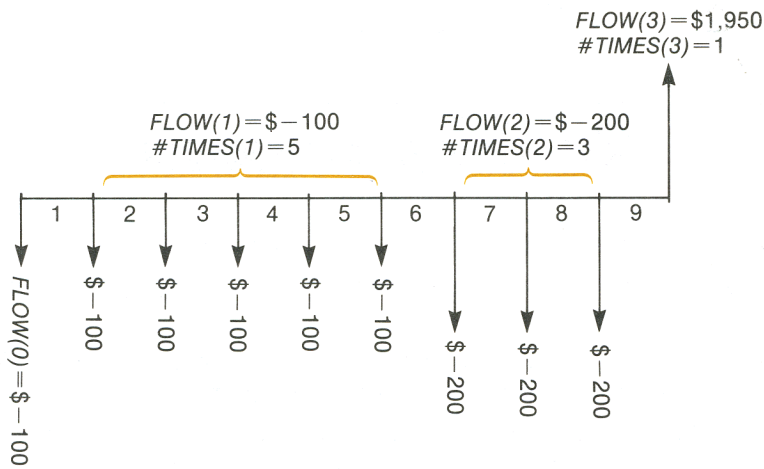 FLOW(3)=$1,950
#TIMES(3)=1
FLOW(1)=$−100
#TIMES(1)=5
FLOW(2)=$−200
#TIMES(2)=3
1 2 3 4 5 6 7 8 9
FLOW(0)=$−100
$−100
$−100
$−100
$−100
$−100
$−200
$−200
$−200